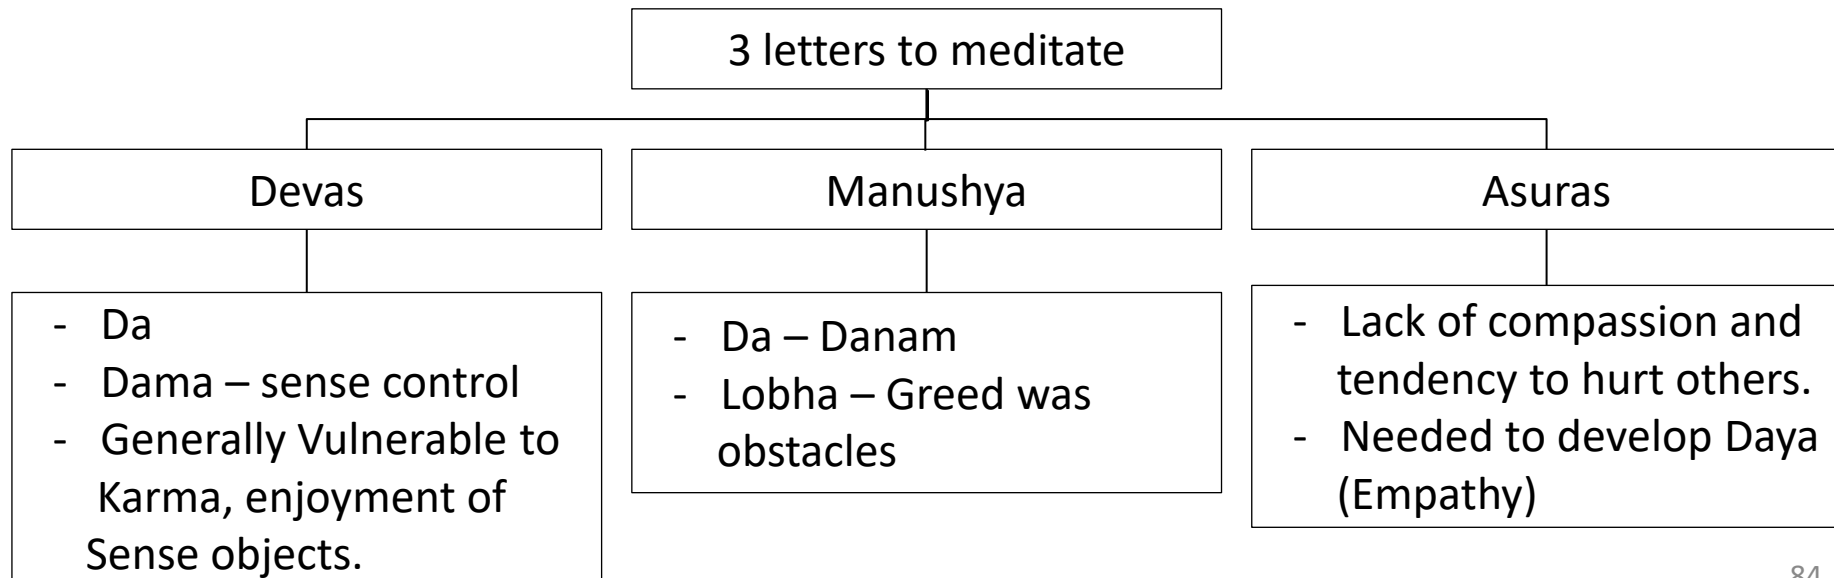 3 letters to meditate
Devas
Manushya
Asuras
- Da
- Dama – sense control
- Generally Vulnerable to
Karma, enjoyment of
Sense objects.
- Da – Danam
- Lobha – Greed was
obstacles
- Lack of compassion and
tendency to hurt others.
- Needed to develop Daya
(Empathy)
84